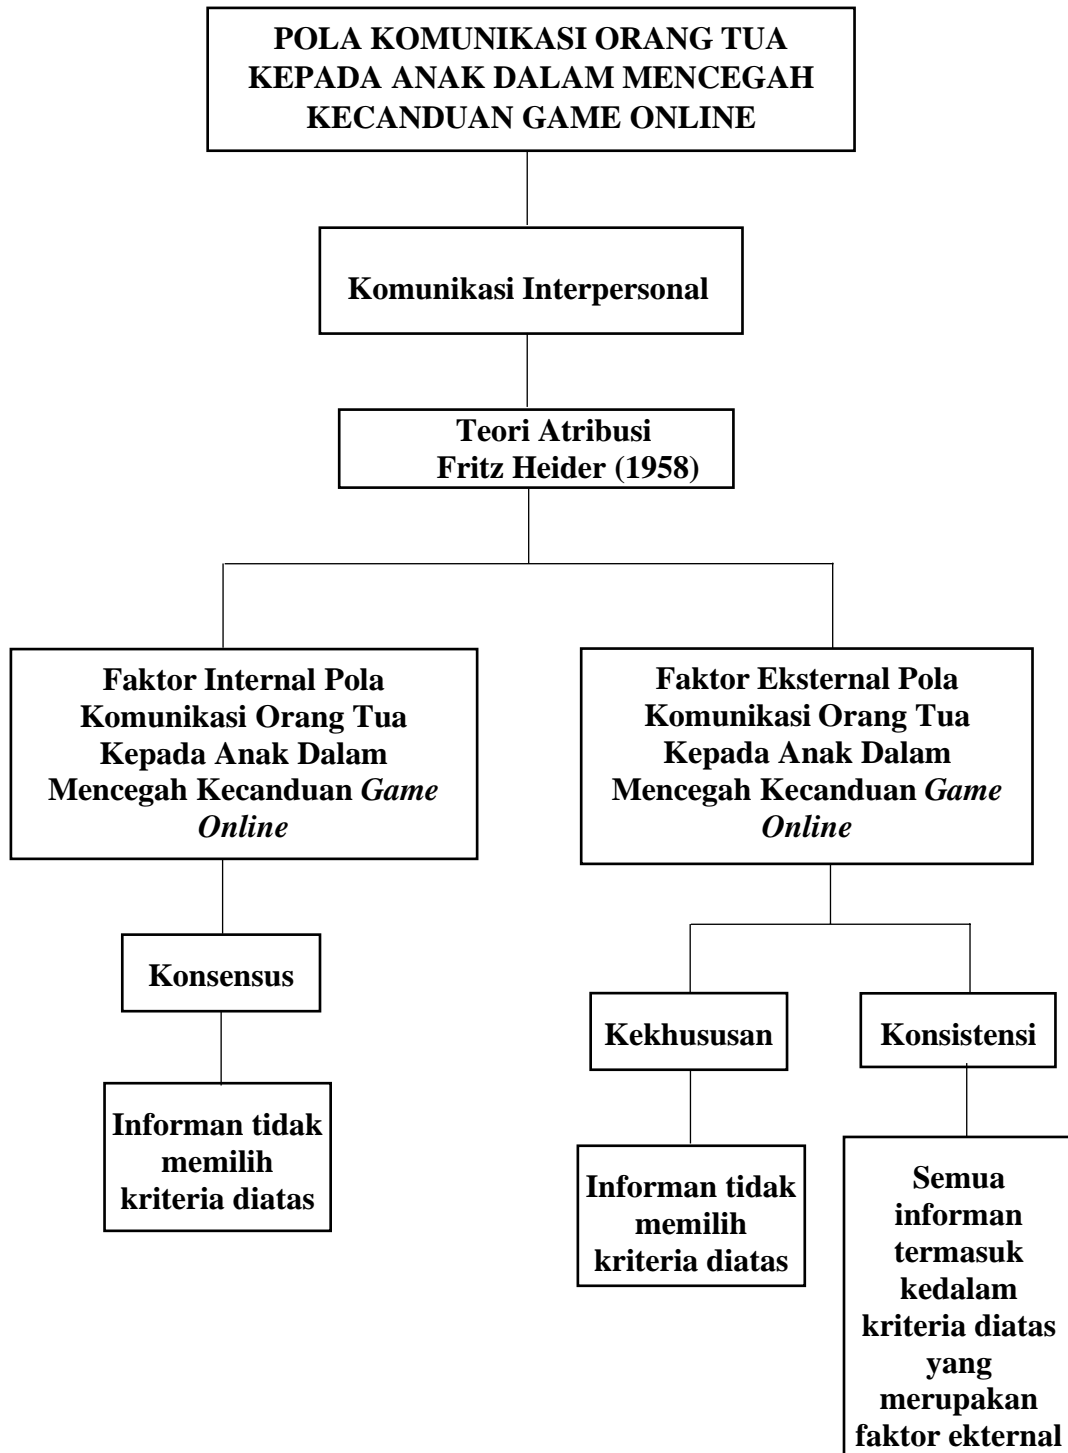 POLA KOMUNIKASI ORANG TUA
KEPADA ANAK DALAM MENCEGAH
KECANDUAN GAME ONLINE
Komunikasi Interpersonal
Teori Atribusi
Fritz Heider (1958)
Faktor Internal Pola
Komunikasi Orang Tua
Kepada Anak Dalam
Mencegah Kecanduan Game
Online
Faktor Eksternal Pola
Komunikasi Orang Tua
Kepada Anak Dalam
Mencegah Kecanduan Game
Online
Konsensus
Kekhususan
Konsistensi
Informan tidak
memilih
kriteria diatas
Informan tidak
memilih
kriteria diatas
Semua
informan
termasuk
kedalam
kriteria diatas
yang
merupakan
faktor ekternal